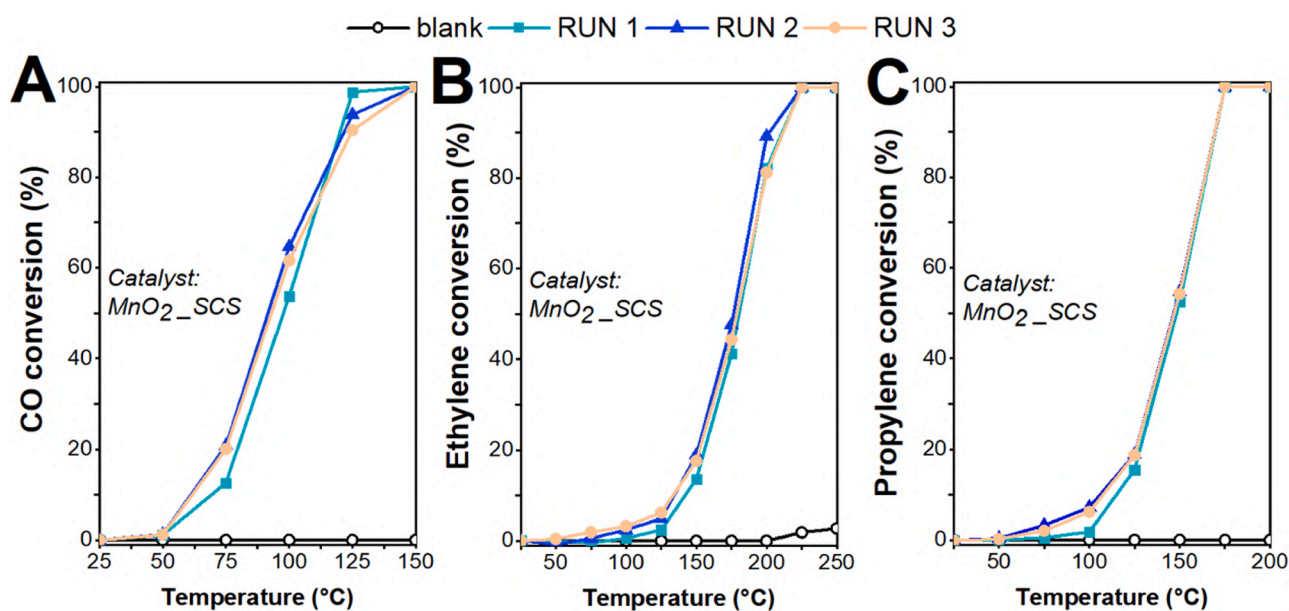 blank RUN 1 RUN 2 RUN 3
A
CO conversion (%)
100
80
60
40
20
0
Catalyst:
MnO2_SCS
25 50 75 100 125 150
Temperature (°C)
B
Ethylene conversion (%)
100
80
60
40
20
0
Catalyst:
MnO2_SCS
50 100 150 200 250
Temperature (°C)
C
Propylene conversion (%)
100
80
60
40
20
0
Catalyst:
MnO2_SCS
50 100 150 200
Temperature (°C)